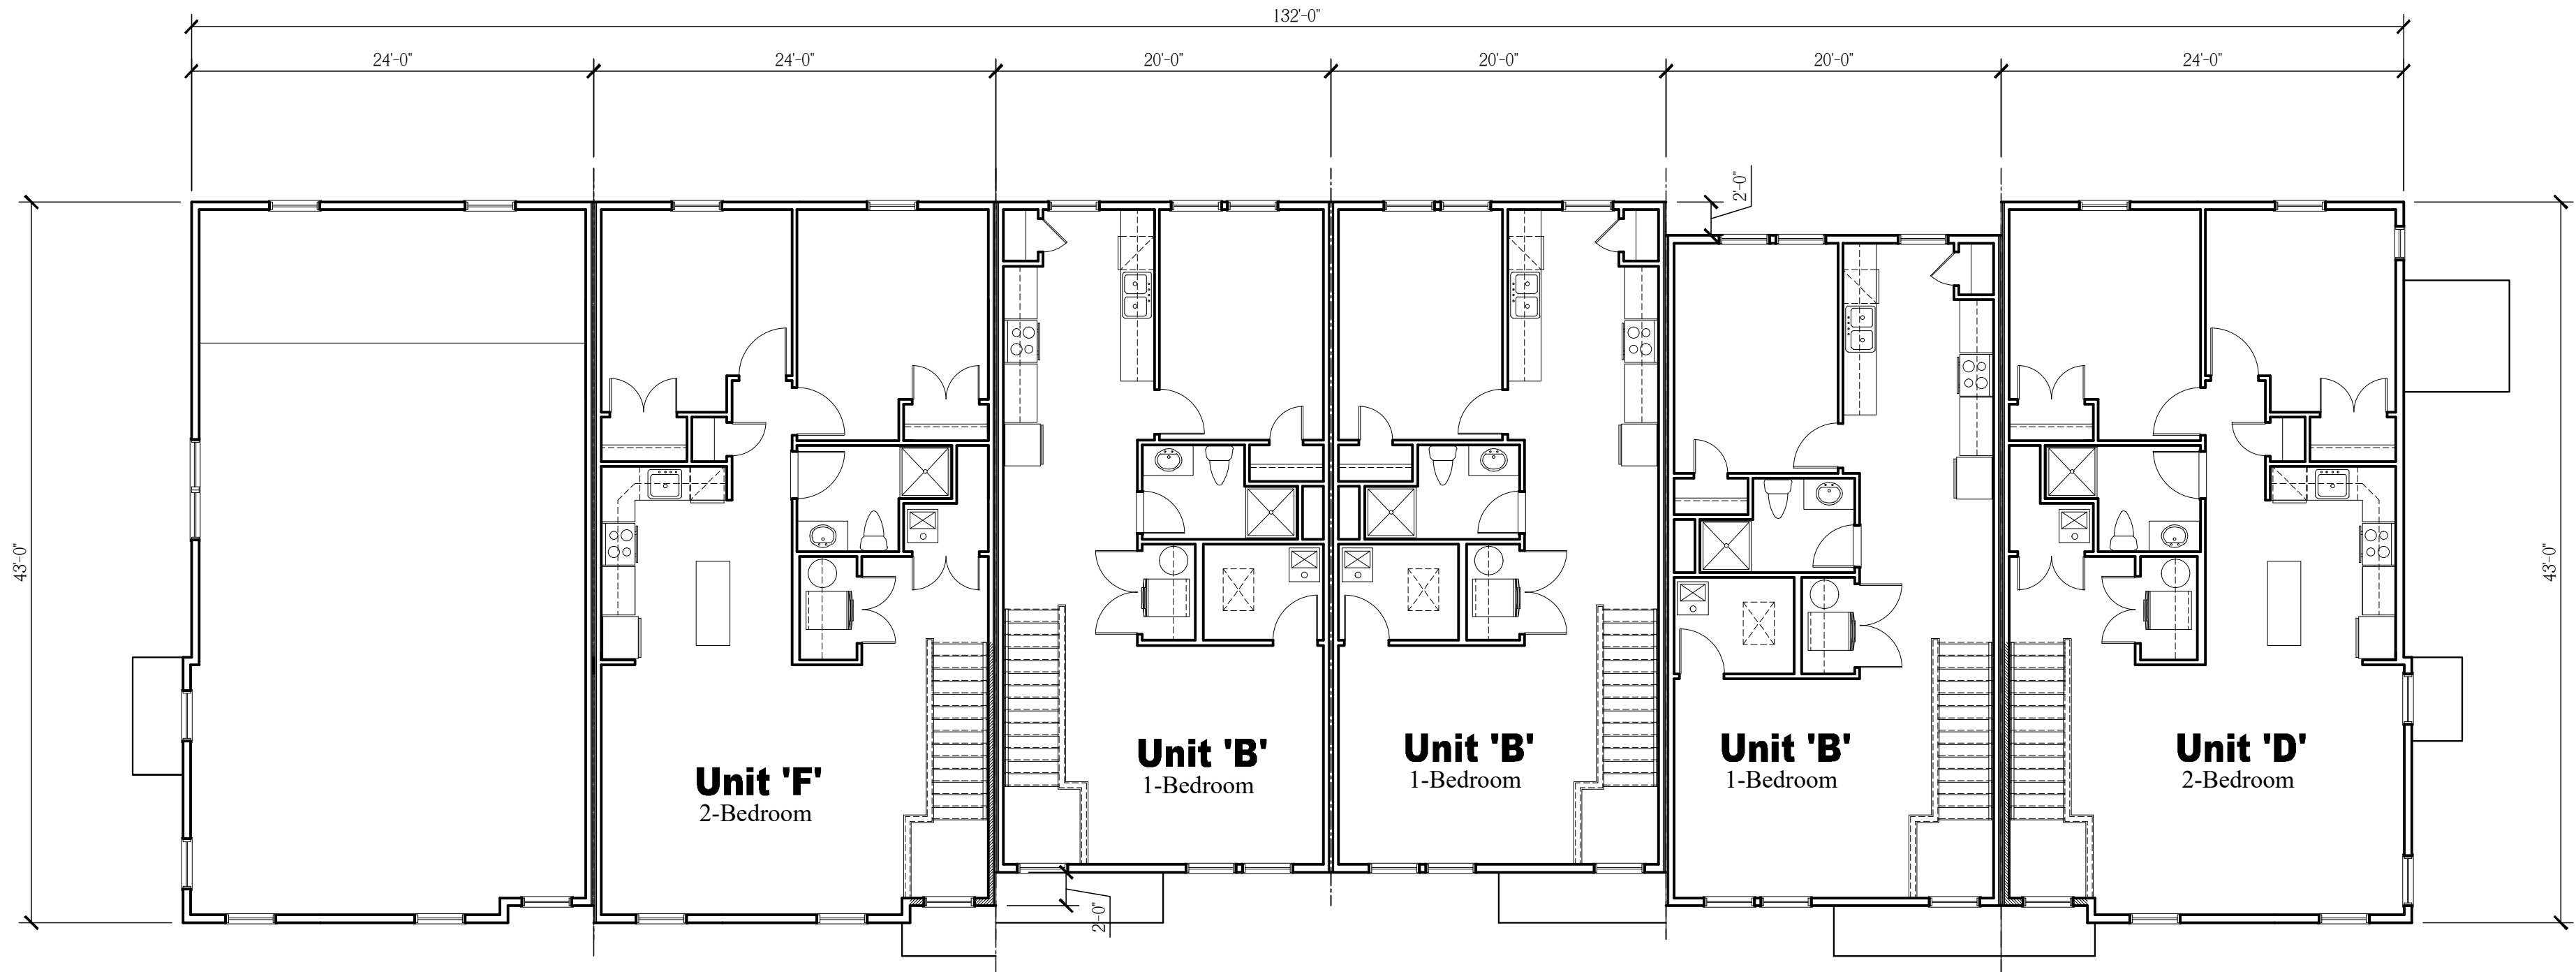 132'-0"
24'-0"
24'-0"
20'-0"
20'-0"
20'-0"
24'-0"
2'-0"
43'-0"
43'-0"
Unit 'F'
2-Bedroom
Unit 'B'
1-Bedroom
Unit 'B'
1-Bedroom
Unit 'B'
1-Bedroom
Unit 'D'
2-Bedroom
2'-0"